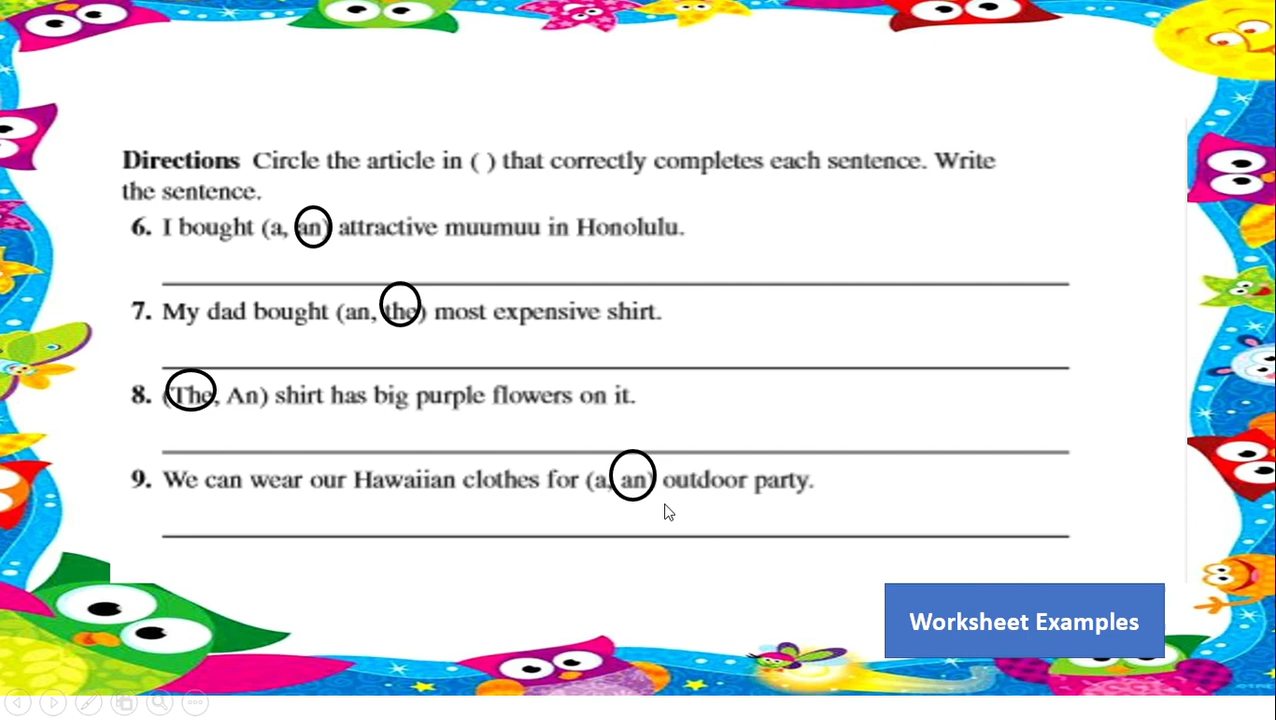 Directions Circle the article in ( ) that correctly completes each sentence. Write
the sentence.
6. I bought (a, an) attractive muumuu in Honolulu.
7. My dad bought (an, the) most expensive shirt.
8. (The, An) shirt has big purple flowers on it.
9. We can wear our Hawaiian clothes for (a, an) outdoor party.
Worksheet Examples